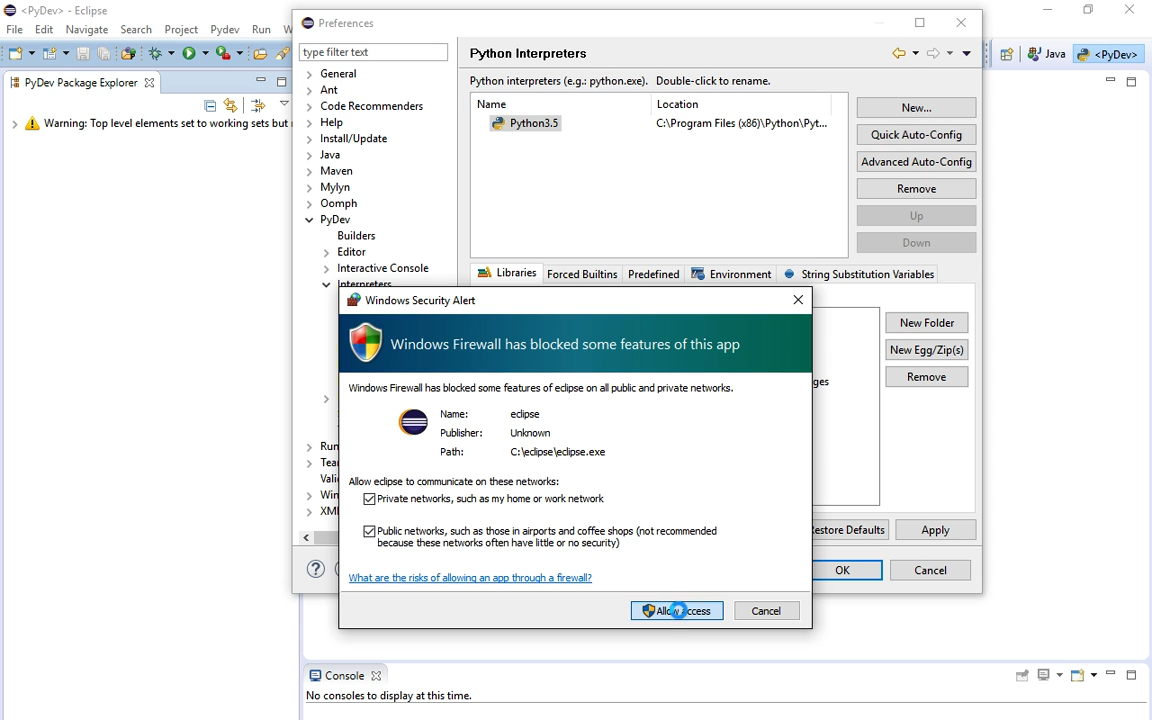 <PyDev> - Eclipse
File Edit Navigate Search Project Pydev Run
PyDev Package Explorer
Warning: Top level elements set to working sets but
Preferences
type filter text
General
Ant
Code Recommenders
Help
Install/Update
Java
Maven
Mylyn
Oomph
PyDev
Builders
Editor
Interactive Console
Interpreters
XML
Python Interpreters
Python interpreters (e.g.: python.exe). Double-click to rename.
Name Location
Python3.5 C:\Program Files (x86)\Python\Pyt...
New...
Quick Auto-Config
Advanced Auto-Config
Remove
Up
Down
Libraries Forced Builtins Predefined Environment String Substitution Variables
New Folder
New Egg/Zip(s)
Remove
Restore Defaults Apply
OK Cancel
Java <PyDev>
Windows Security Alert
Windows Firewall has blocked some features of this app
Windows Firewall has blocked some features of eclipse on all public and private networks.
Name: eclipse
Publisher: Unknown
Path: C:\eclipse\eclipse.exe
Allow eclipse to communicate on these networks:
Private networks, such as my home or work network
Public networks, such as those in airports and coffee shops (not recommended
because these networks often have little or no security)
What are the risks of allowing an app through a firewall?
Allow access Cancel
Console
No consoles to display at this time.